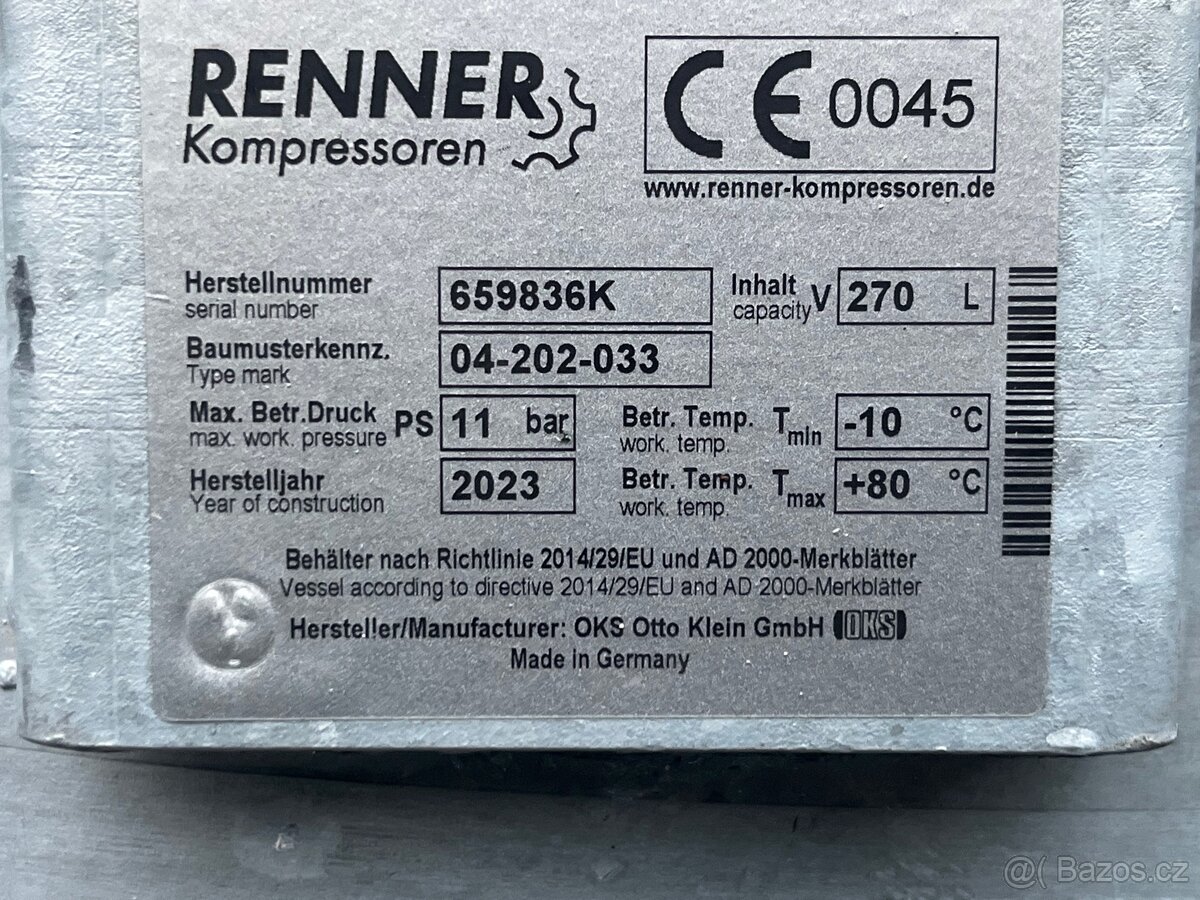 RENNER
Kompressoren
CE 0045
www.renner-kompressoren.de
Herstellnummer 659836K Inhalt V 270 L
serial number capacity
Baumusterkennz. 04-202-033
Type mark
Max. Betr.Druck PS 11 bar Betr. Temp. Tmin -10 °C
max. work. pressure work. temp.
Herstelljahr 2023 Betr. Temp. Tmax +80 °C
Year of construction work. temp.
Behälter nach Richtlinie 2014/29/EU und AD 2000-Merkblätter
Vessel according to directive 2014/29/EU and AD 2000-Merkblätter
Hersteller/Manufacturer: OKS Otto Klein GmbH (OKS)
Made in Germany
@( Bazos.cz